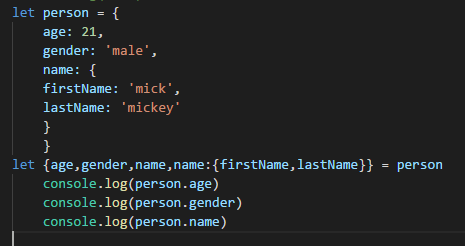 let person = {
age: 21,
gender: 'male',
name: {
firstName: 'mick',
lastName: 'mickey'
}
}
let {age,gender,name,name:{firstName,lastName}} = person
console.log(person.age)
console.log(person.gender)
console.log(person.name)